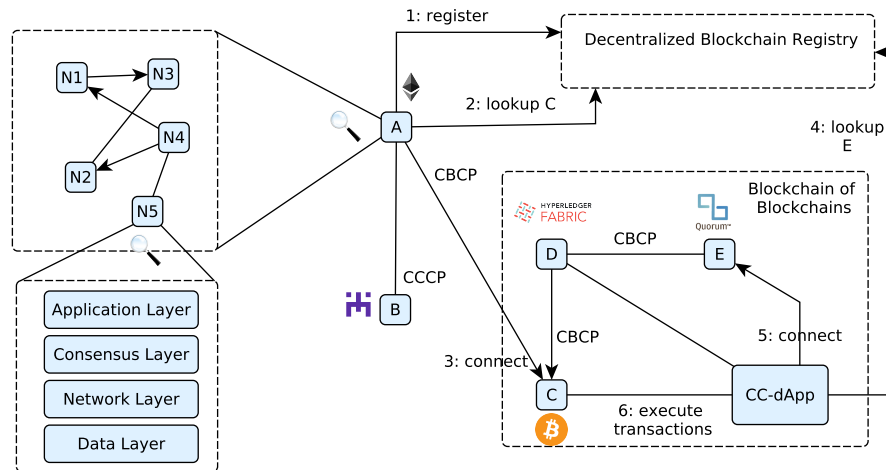 1: register
Decentralized Blockchain Registry
N1
N3
2: lookup C
A
N4
4: lookup
E
N2
CBCP
Blockchain of
Blockchains
HYPERLEDGER
FABRIC
Quorum™
N5
CBCP
D
E
CCCP
Application Layer
B
CBCP
5: connect
Consensus Layer
3: connect
Network Layer
C
CC-dApp
6: execute
transactions
Data Layer